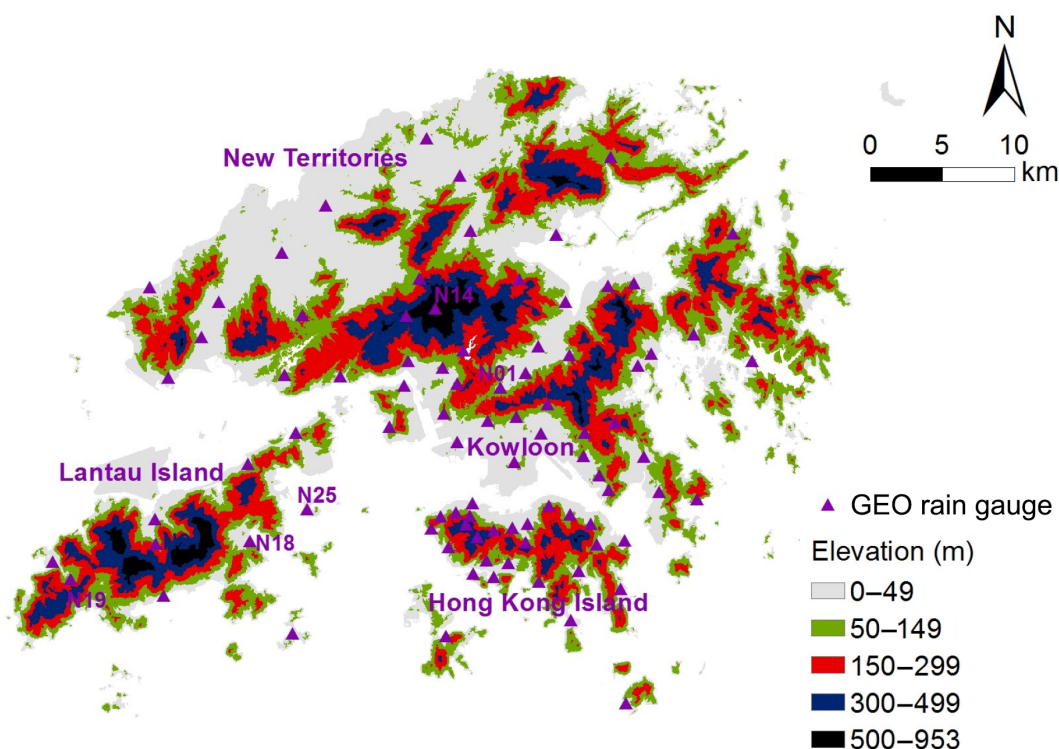 N
0 5 10
km
New Territories
N14
N01
Kowloon
Lantau Island
N25
N18
N19
Hong Kong Island
GEO rain gauge
Elevation (m)
0–49
50–149
150–299
300–499
500–953